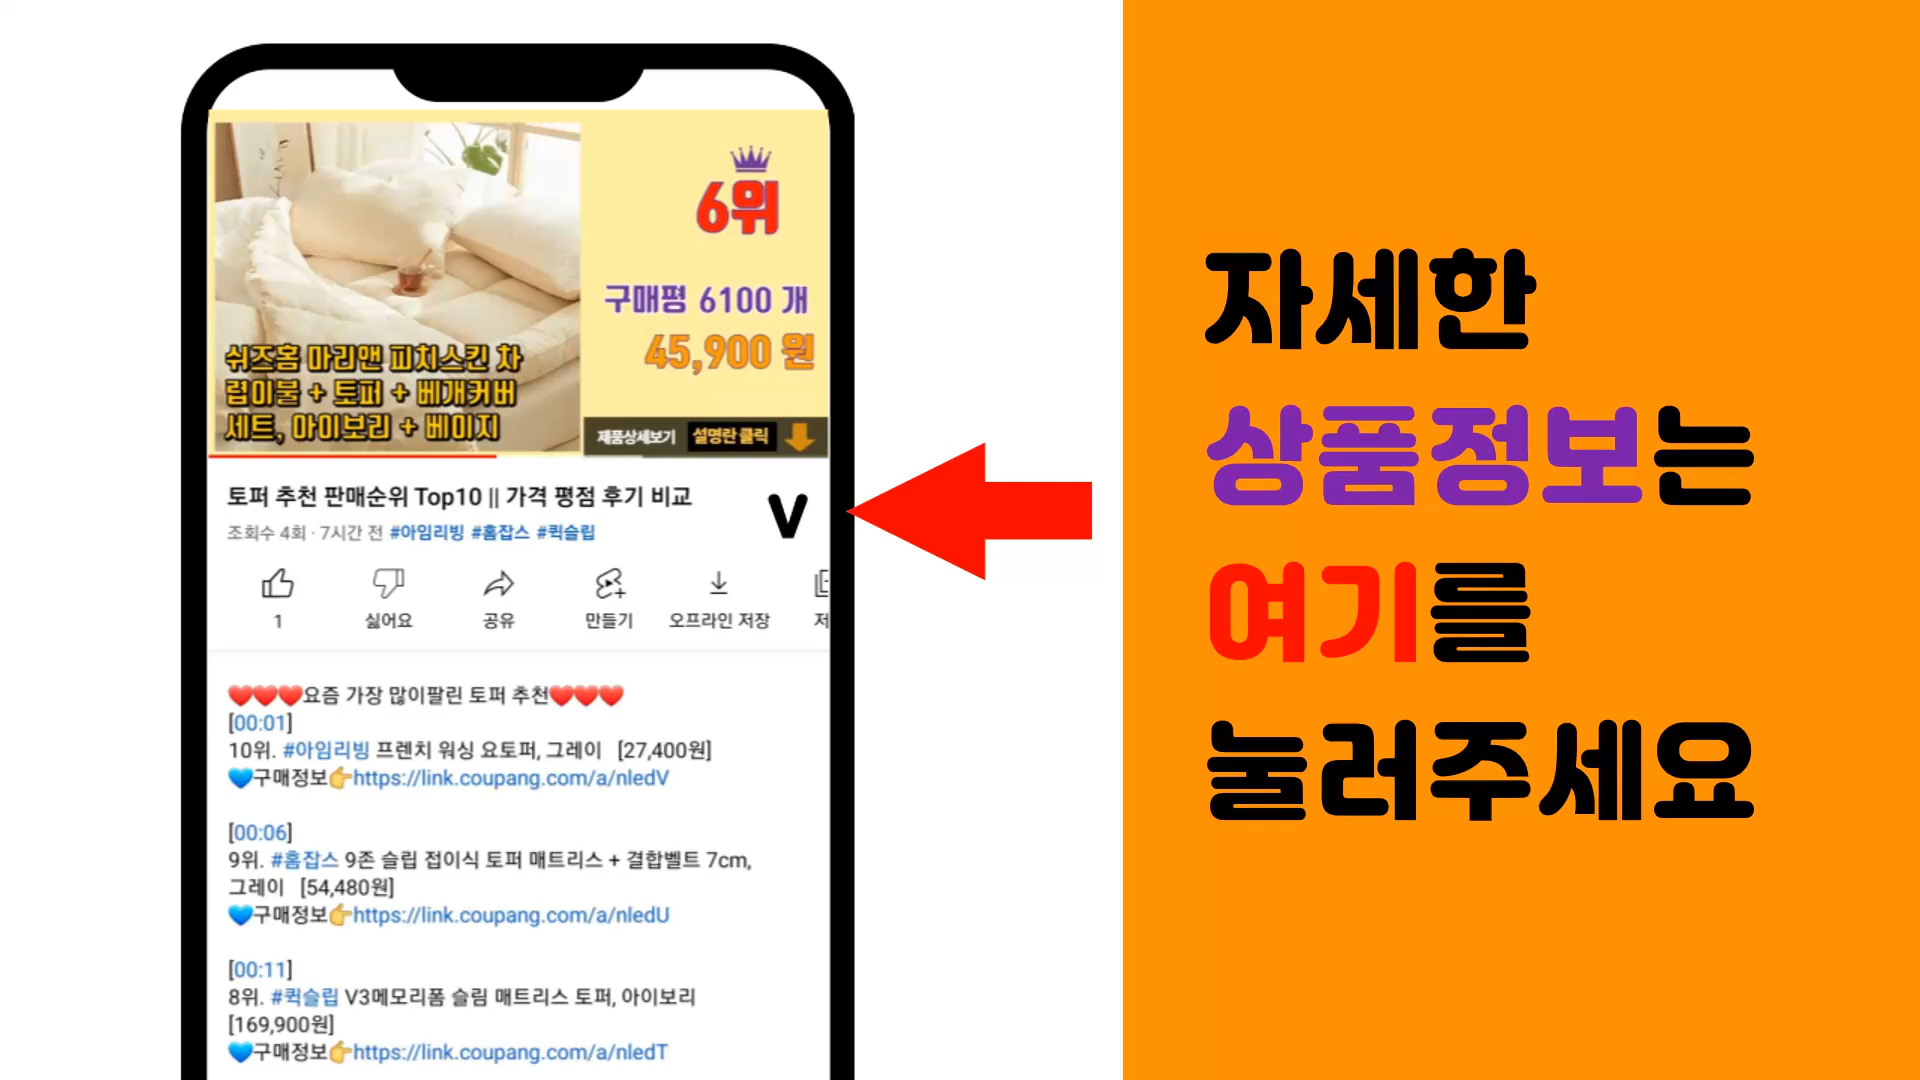 6위
구매평 6100 개
45,900 원
쉬즈홈 마리앤 피치스킨 차
렵이불 + 토퍼 + 베개커버
세트, 아이보리 + 베이지
제품상세보기 설명란 클릭
토퍼 추천 판매순위 Top10 || 가격 평점 후기 비교
V
조회수 4회 · 7시간 전 #아임리빙 #홈잡스 #퀵슬립
1 싫어요 공유 만들기 오프라인 저장 저
❤️❤️❤️요즘 가장 많이팔린 토퍼 추천❤️❤️❤️
[00:01]
10위. #아임리빙 프렌치 워싱 요토퍼, 그레이 [27,400원]
💙구매정보👉https://link.coupang.com/a/nledV
[00:06]
9위. #홈잡스 9존 슬립 접이식 토퍼 매트리스 + 결합벨트 7cm,
그레이 [54,480원]
💙구매정보👉https://link.coupang.com/a/nledU
[00:11]
8위. #퀵슬립 V3메모리폼 슬림 매트리스 토퍼, 아이보리
[169,900원]
💙구매정보👉https://link.coupang.com/a/nledT
자세한
상품정보는
여기를
눌러주세요